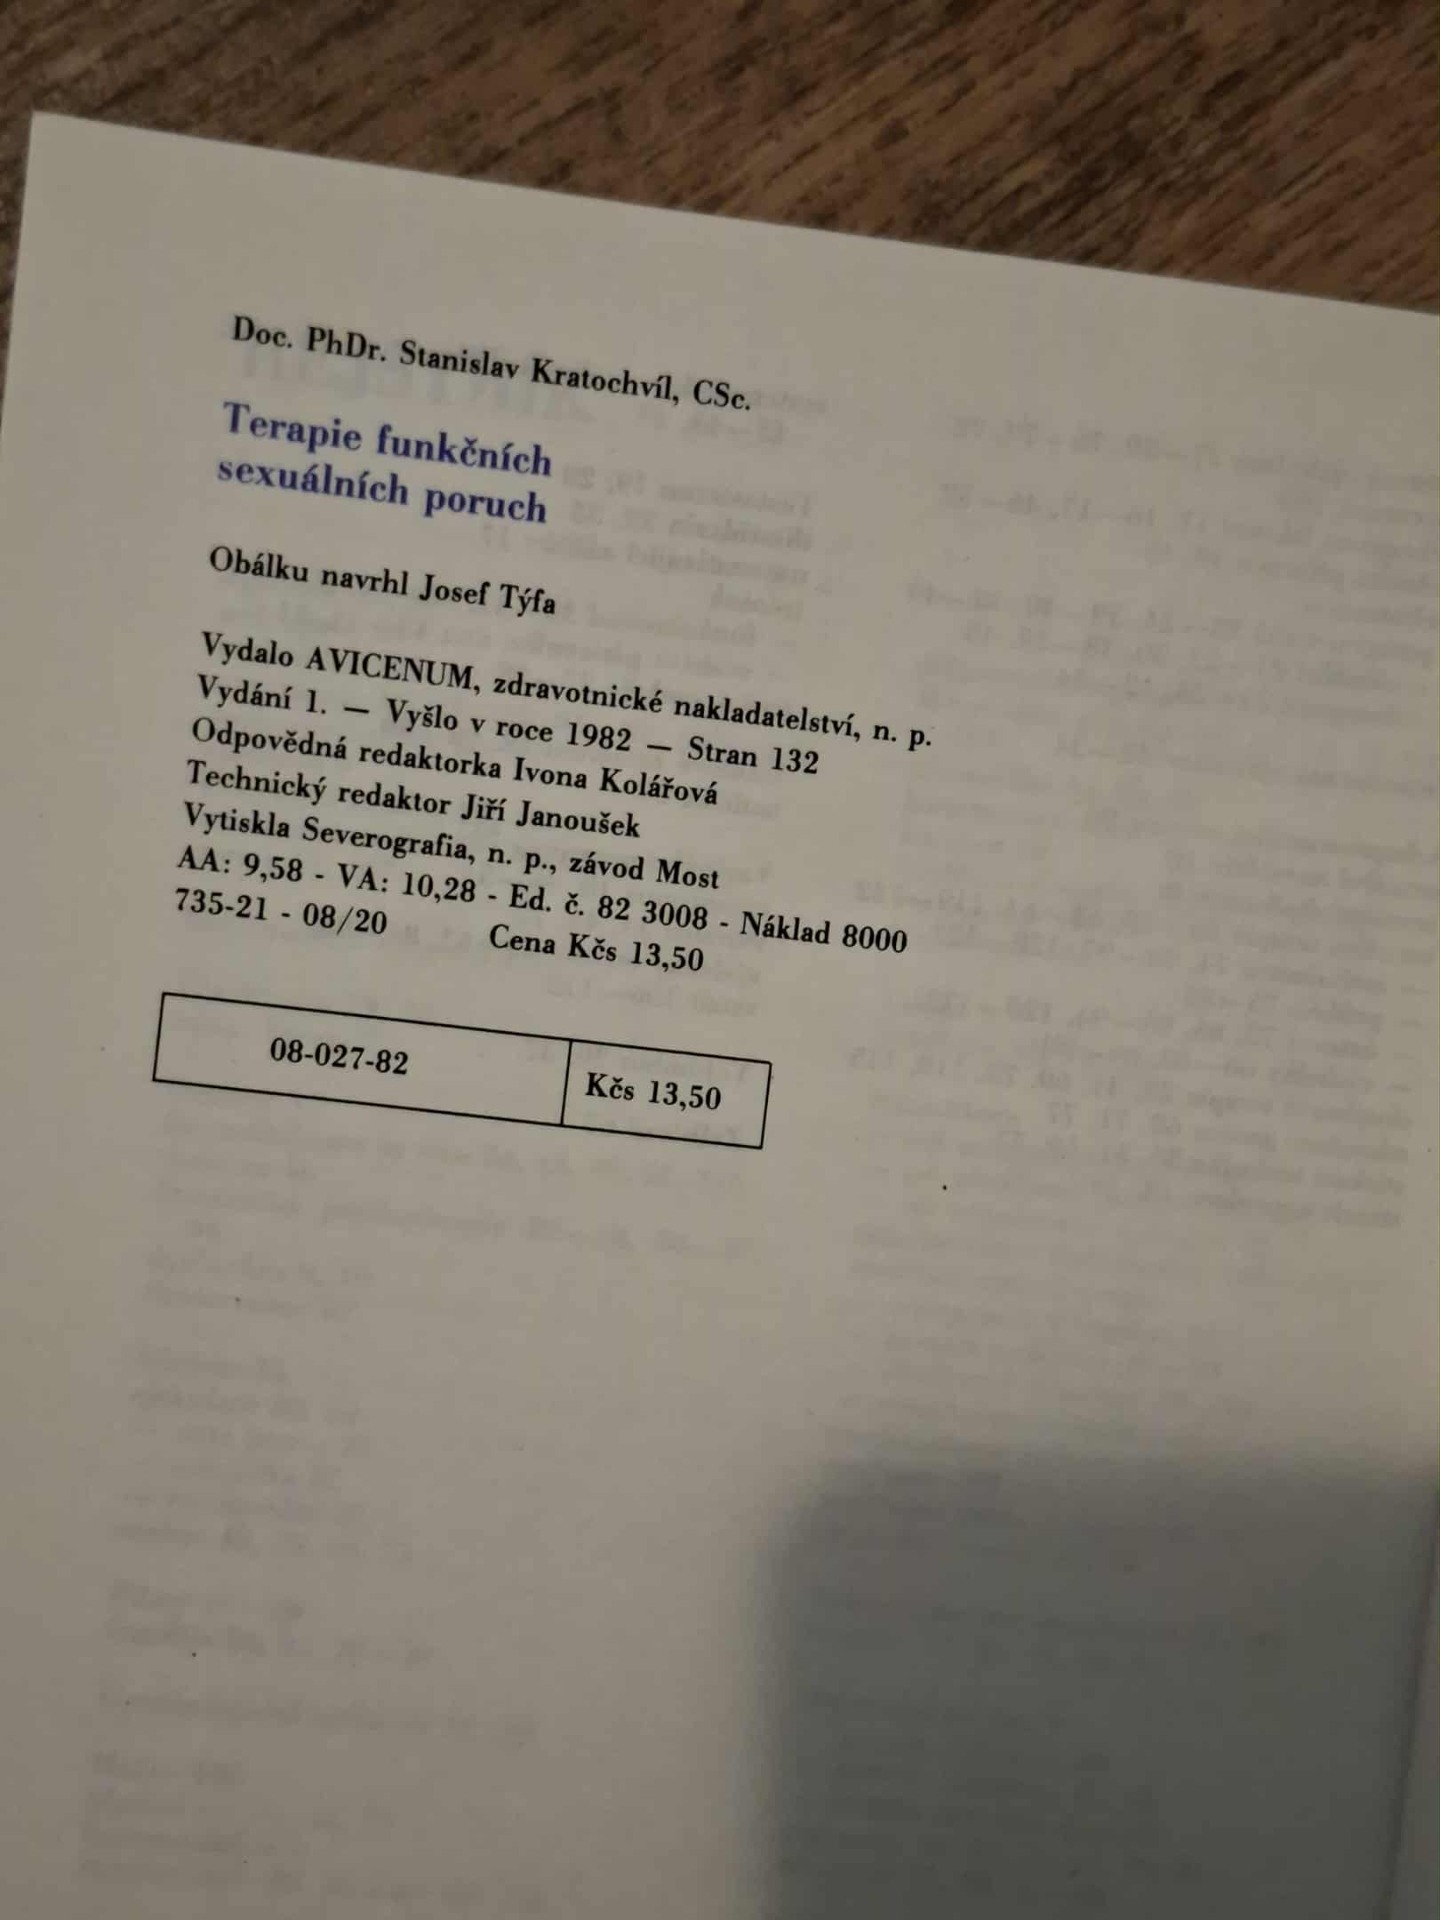 Doc. PhDr. Stanislav Kratochvíl, CSc.
Terapie funkčních
sexuálních poruch
Obálku navrhl Josef Týfa
Vydalo AVICENUM, zdravotnické nakladatelství, n. p.
Vydání 1. — Vyšlo v roce 1982 — Stran 132
Odpovědná redaktorka Ivona Kolářová
Technický redaktor Jiří Janoušek
Vytiskla Severografia, n. p., závod Most
AA: 9,58 - VA: 10,28 - Ed. č. 82 3008 - Náklad 8000
735-21 - 08/20 Cena Kčs 13,50
08-027-82 Kčs 13,50